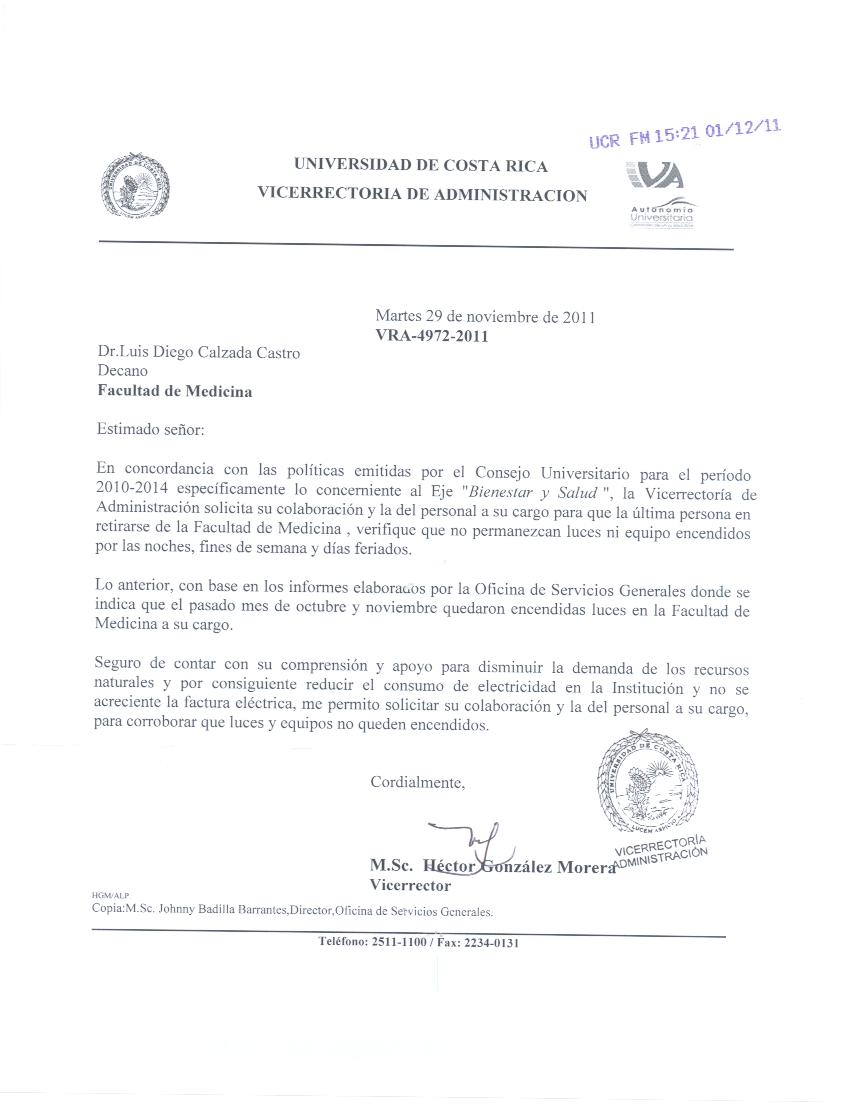 UCR FM 15:21 01/12/11
UNIVERSIDAD DE COSTA RICA
VICERRECTORIA DE ADMINISTRACION
UNIVERSIDAD DE COSTA RICA
VA
Autonomía
Universitaria
Martes 29 de noviembre de 2011
VRA-4972-2011
Dr.Luis Diego Calzada Castro
Decano
Facultad de Medicina
Estimado señor:
En concordancia con las políticas emitidas por el Consejo Universitario para el período
2010-2014 específicamente lo concerniente al Eje "Bienestar y Salud ", la Vicerrectoría de
Administración solicita su colaboración y la del personal a su cargo para que la última persona en
retirarse de la Facultad de Medicina , verifique que no permanezcan luces ni equipo encendidos
por las noches, fines de semana y días feriados.
Lo anterior, con base en los informes elaborados por la Oficina de Servicios Generales donde se
indica que el pasado mes de octubre y noviembre quedaron encendidas luces en la Facultad de
Medicina a su cargo.
Seguro de contar con su comprensión y apoyo para disminuir la demanda de los recursos
naturales y por consiguiente reducir el consumo de electricidad en la Institución y no se
acreciente la factura eléctrica, me permito solicitar su colaboración y la del personal a su cargo,
para corroborar que luces y equipos no queden encendidos.
Cordialmente,
UNIVERSIDAD DE COSTA RICA
LUCEM ASPICIO
VICERRECTORÍA
ADMINISTRACIÓN
M.Sc. Héctor González Morera
Vicerrector
HGM/ALP
Copia:M.Sc. Johnny Badilla Barrantes,Director,Oficina de Servicios Generales.
Teléfono: 2511-1100 / Fax: 2234-0131